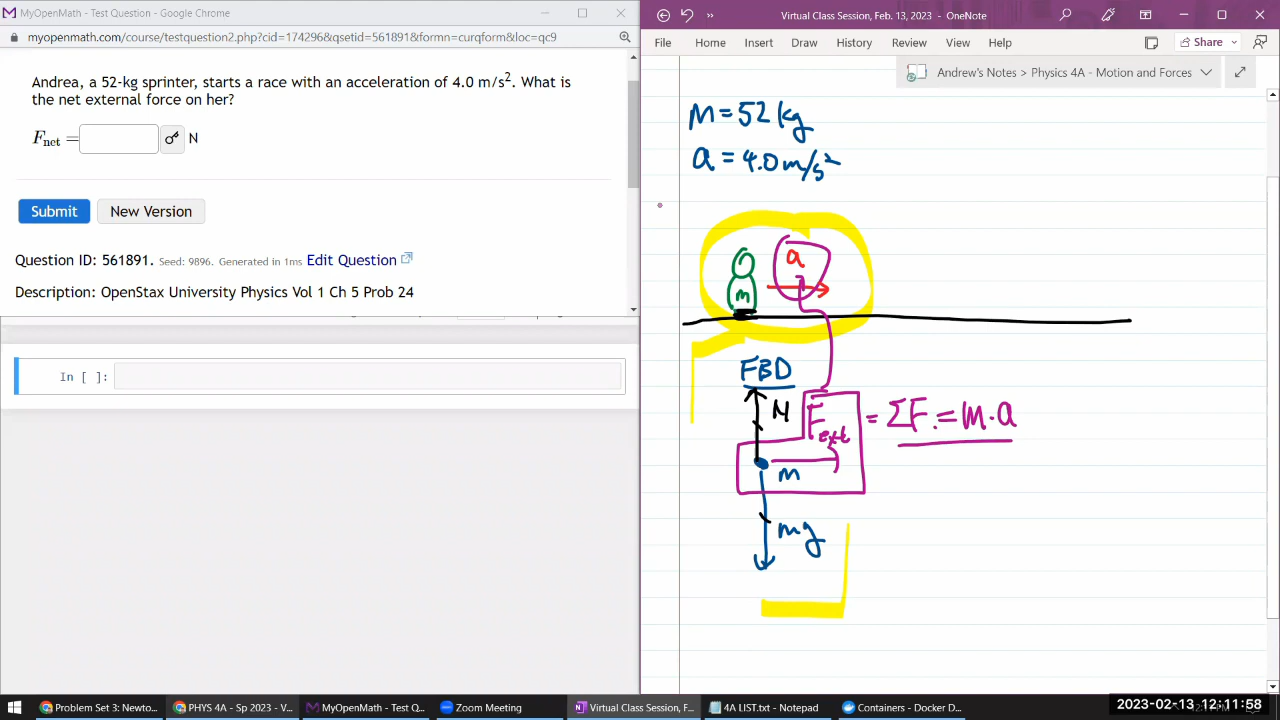 MyOpenMath - Test Question - Google Chrome
myopenmath.com/course/testquestion2.php?cid=174296&qsetid=561891&formn=curqform&loc=qc9
Andrea, a 52-kg sprinter, starts a race with an acceleration of 4.0 m/s². What is
the net external force on her?
Fnet = N
Submit New Version
Question ID: 561891. Seed: 9896. Generated in 1ms Edit Question
Description: OpenStax University Physics Vol 1 Ch 5 Prob 24
In [ ]:
Virtual Class Session, Feb. 13, 2023 - OneNote
File Home Insert Draw History Review View Help Share
Andrew's Notes > Physics 4A - Motion and Forces
M = 52 kg
a = 4.0 m/s²
a
m
FBD
N
Fext = ΣF = m·a
m
mg
Problem Set 3: Newto...
PHYS 4A - Sp 2023 - V...
MyOpenMath - Test Q...
Zoom Meeting
Virtual Class Session, F...
4A LIST.txt - Notepad
Containers - Docker D...
2023-02-13 12:11:58